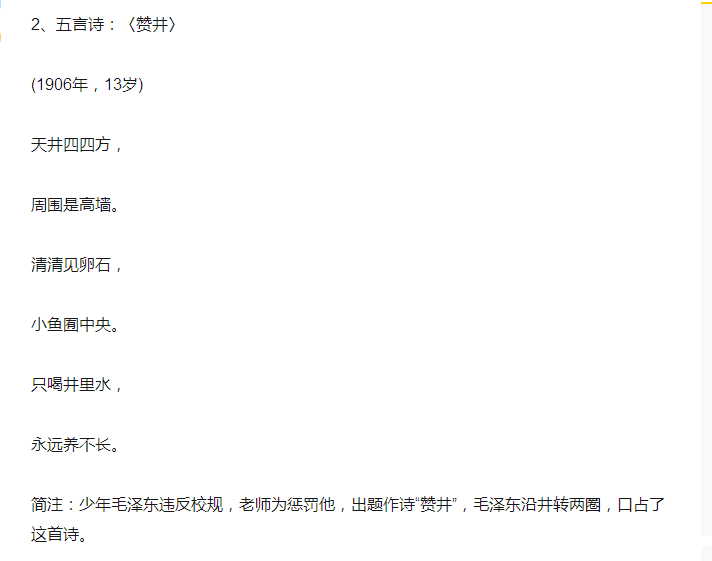 2、五言诗：〈赞井〉
(1906年，13岁)
天井四四方，
周围是高墙。
清清见卵石，
小鱼囿中央。
只喝井里水，
永远养不长。
简注：少年毛泽东违反校规，老师为惩罚他，出题作诗“赞井”，毛泽东沿井转两圈，口占了
这首诗。